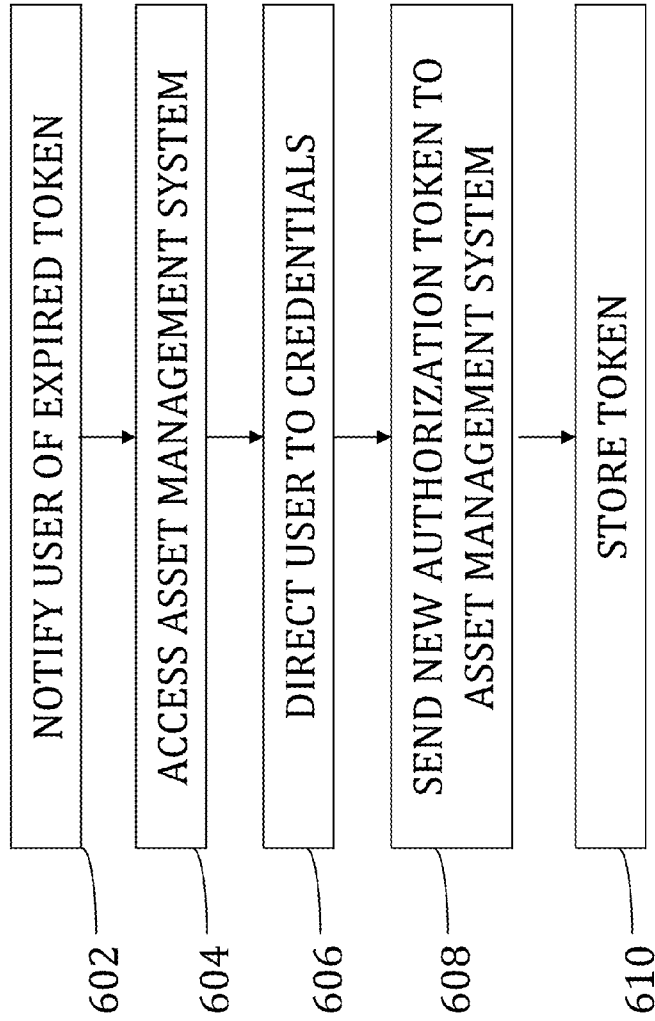 602
NOTIFY USER OF EXPIRED TOKEN
604
ACCESS ASSET MANAGEMENT SYSTEM
606
DIRECT USER TO CREDENTIALS
608
SEND NEW AUTHORIZATION TOKEN TO
ASSET MANAGEMENT SYSTEM
610
STORE TOKEN